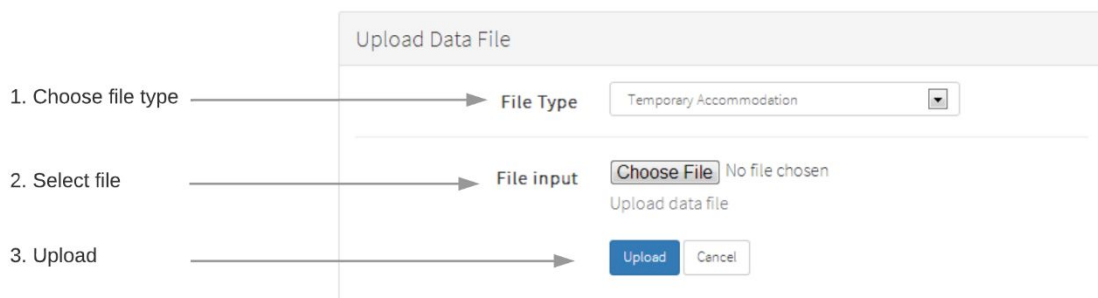 Upload Data File
1. Choose file type
File Type
Temporary Accommodation
2. Select file
File input
Choose File No file chosen
Upload data file
3. Upload
Upload
Cancel